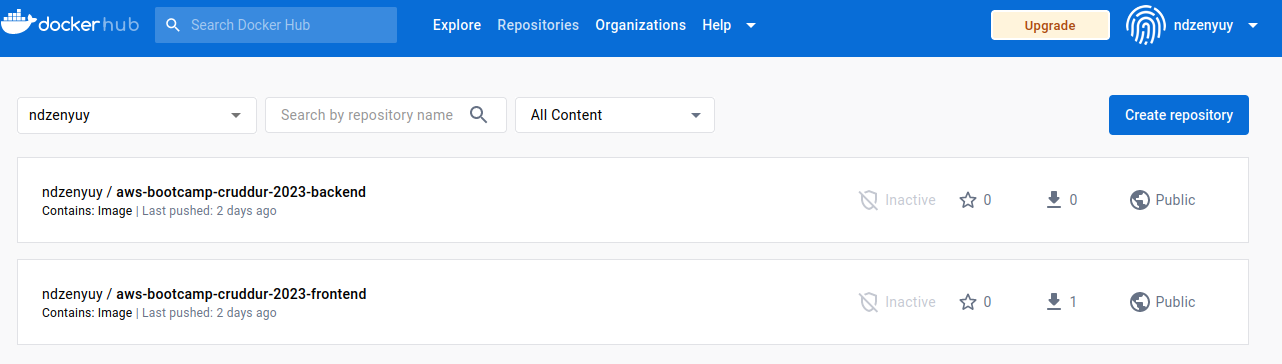 dockerhub Search Docker Hub Explore Repositories Organizations Help Upgrade ndzenyuy
ndzenyuy Search by repository name All Content Create repository
ndzenyuy / aws-bootcamp-cruddur-2023-backend
Contains: Image | Last pushed: 2 days ago
Inactive 0 0 Public
ndzenyuy / aws-bootcamp-cruddur-2023-frontend
Contains: Image | Last pushed: 2 days ago
Inactive 0 1 Public